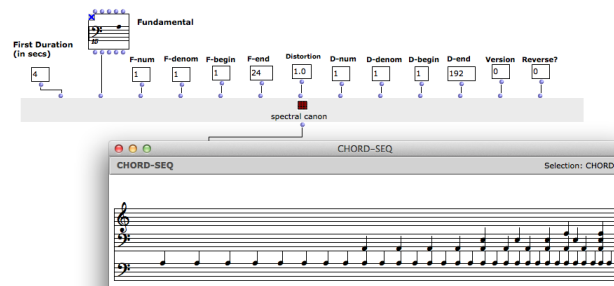 Fundamental
First Duration
(in secs)
F-num F-denom F-begin F-end Distortion D-num D-denom D-begin D-end Version Reverse?
4 1 1 1 24 1.0 1 1 1 192 0 0
spectral canon
CHORD-SEQ
CHORD-SEQ Selection: CHORD